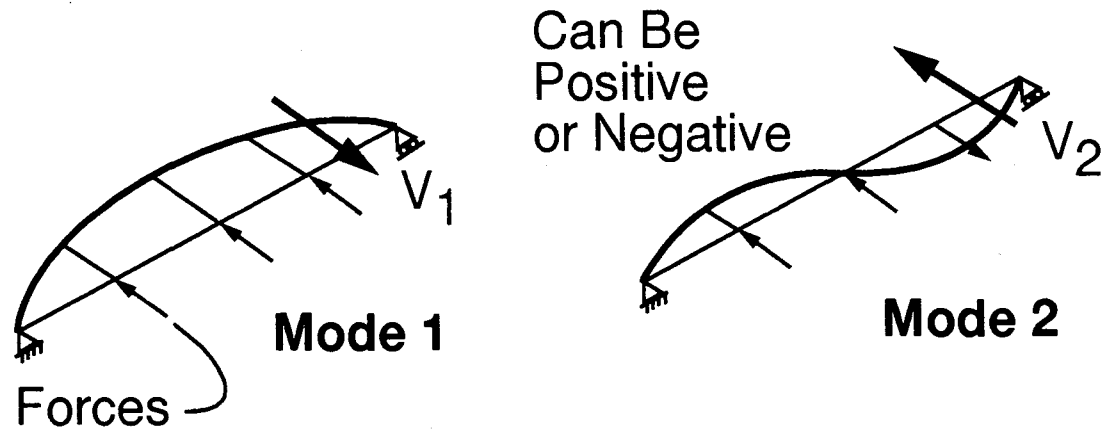 Can Be
Positive
or Negative
V1
V2
Mode 1
Mode 2
Forces